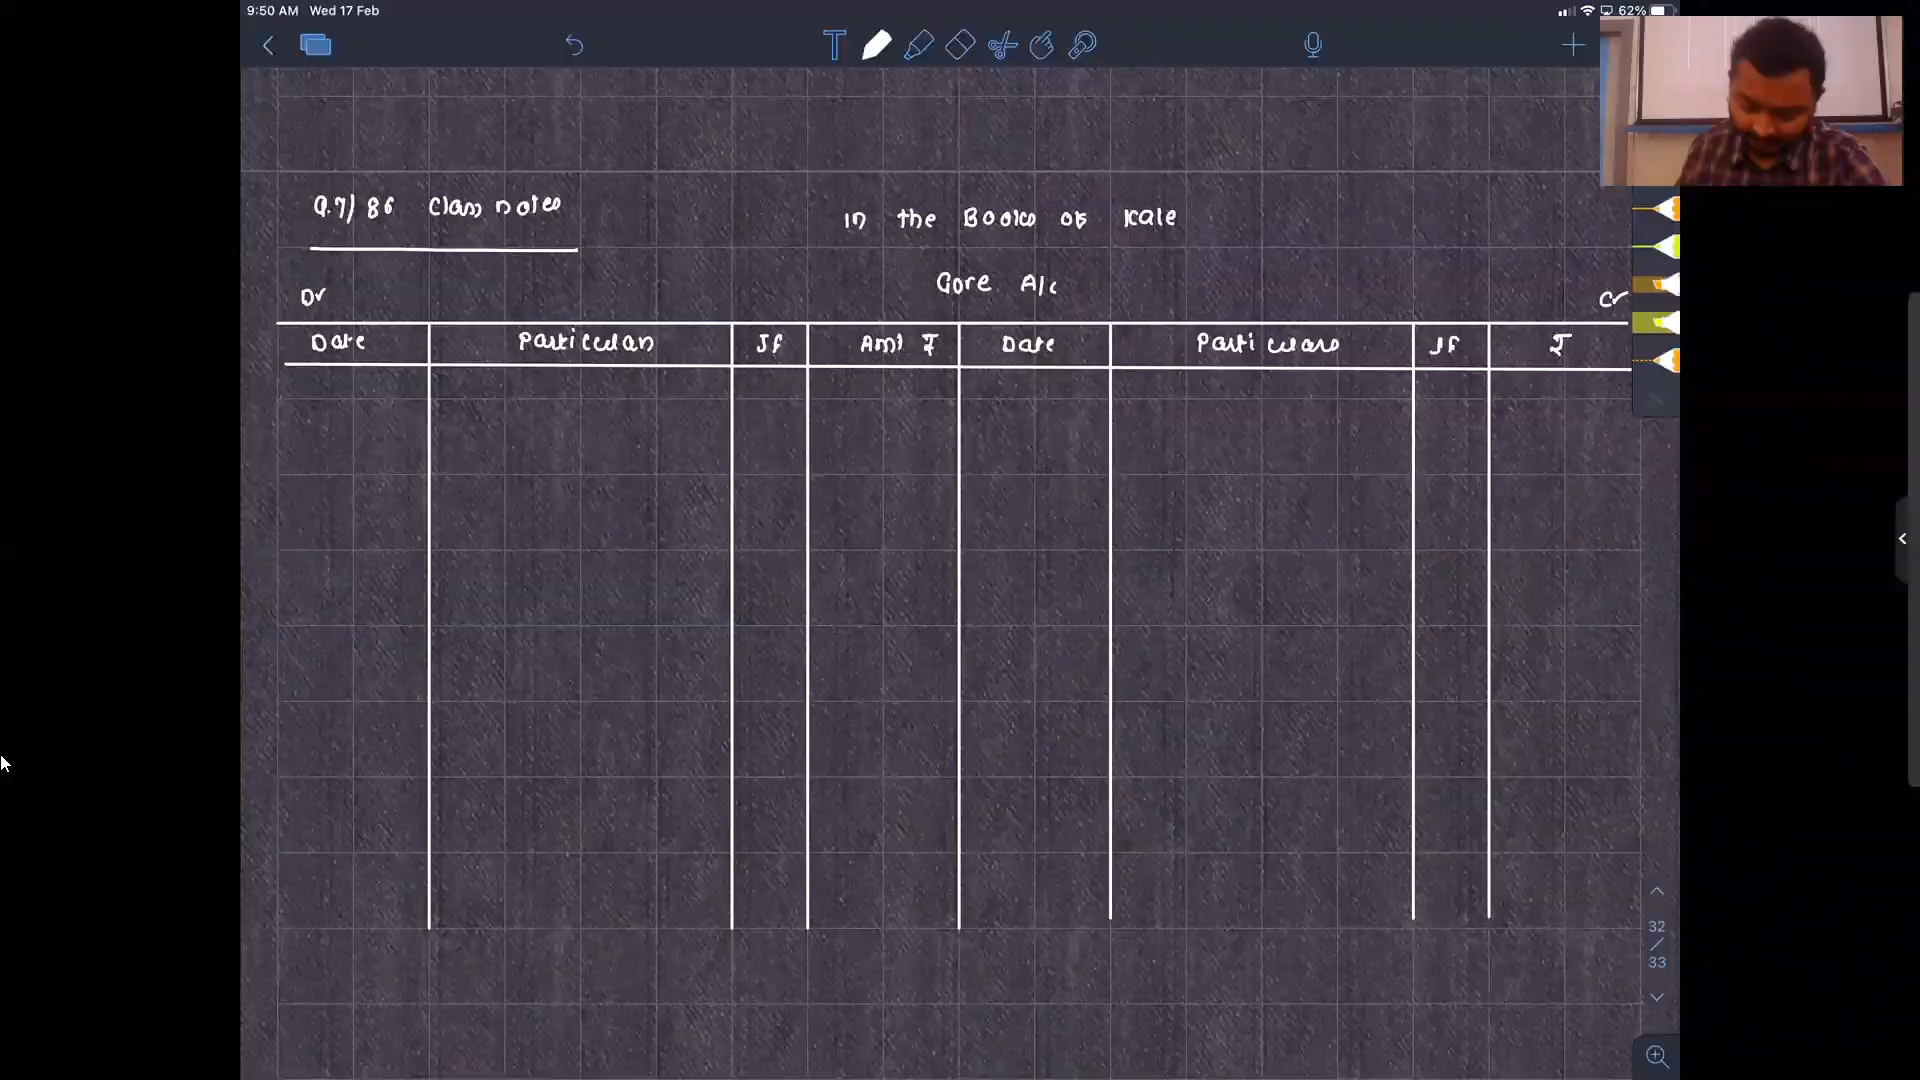 9:50 AM Wed 17 Feb
62%
Q.7/ 86 Class notes
in the Books of Kale
Gore A/c
Dr
Cr
Date Particulars Jf Amt ₹ Date Particulars Jf ₹
32
/
33